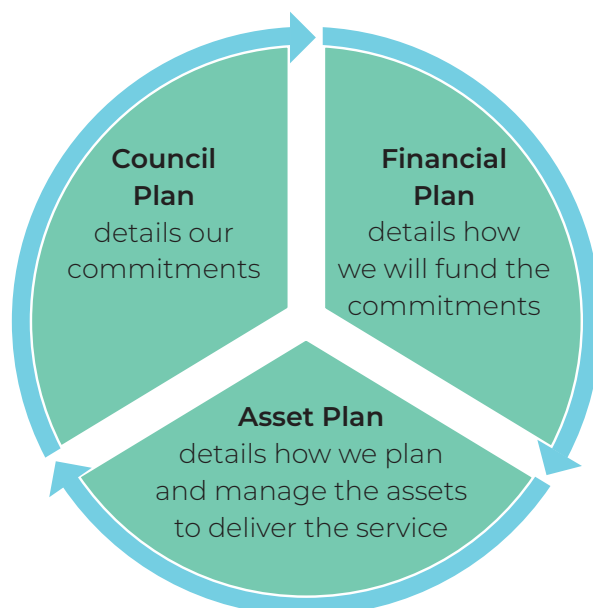 Council
Plan
details our
commitments
Financial
Plan
details how
we will fund the
commitments
Asset Plan
details how we plan
and manage the assets
to deliver the service